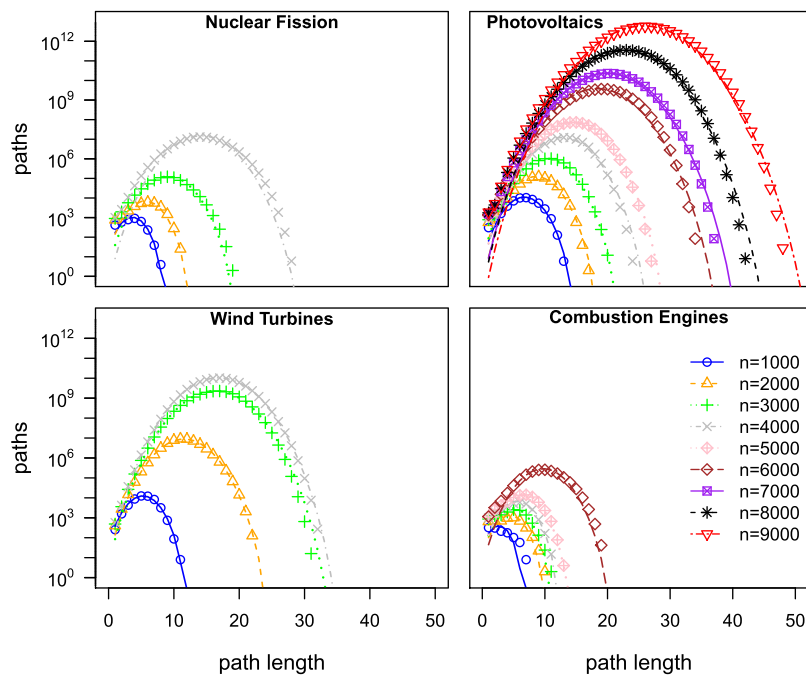 Nuclear Fission
Photovoltaics
paths
10^12
10^9
10^6
10^3
10^0
Wind Turbines
Combustion Engines
paths
10^12
10^9
10^6
10^3
10^0
n=1000
n=2000
n=3000
n=4000
n=5000
n=6000
n=7000
n=8000
n=9000
0 10 20 30 40 50
0 10 20 30 40 50
path length
path length